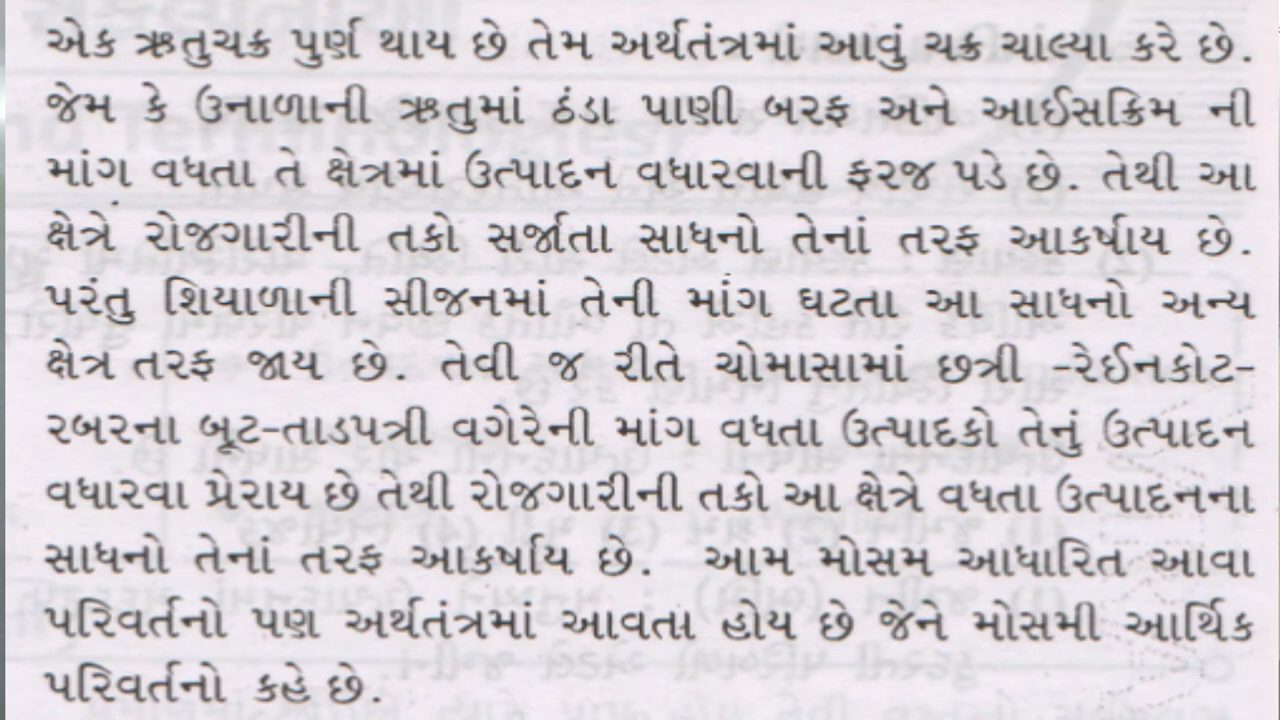 એક ઋતુચક્ર પુર્ણ થાય છે તેમ અર્થતંત્રમાં આવું ચક્ર ચાલ્યા કરે છે.
જેમ કે ઉનાળાની ઋતુમાં ઠંડા પાણી બરફ અને આઈસક્રિમ ની
માંગ વધતા તે ક્ષેત્રમાં ઉત્પાદન વધારવાની ફરજ પડે છે. તેથી આ
ક્ષેત્રે રોજગારીની તકો સર્જાતા સાધનો તેનાં તરફ આકર્ષાય છે.
પરંતુ શિયાળાની સીજનમાં તેની માંગ ઘટતા આ સાધનો અન્ય
ક્ષેત્ર તરફ જાય છે. તેવી જ રીતે ચોમાસામાં છત્રી -રેઈનકોટ-
રબરના બૂટ-તાડપત્રી વગેરેની માંગ વધતા ઉત્પાદકો તેનું ઉત્પાદન
વધારવા પ્રેરાય છે તેથી રોજગારીની તકો આ ક્ષેત્રે વધતા ઉત્પાદનના
સાધનો તેનાં તરફ આકર્ષાય છે. આમ મોસમ આધારિત આવા
પરિવર્તનો પણ અર્થતંત્રમાં આવતા હોય છે જેને મોસમી આર્થિક
પરિવર્તનો કહે છે.